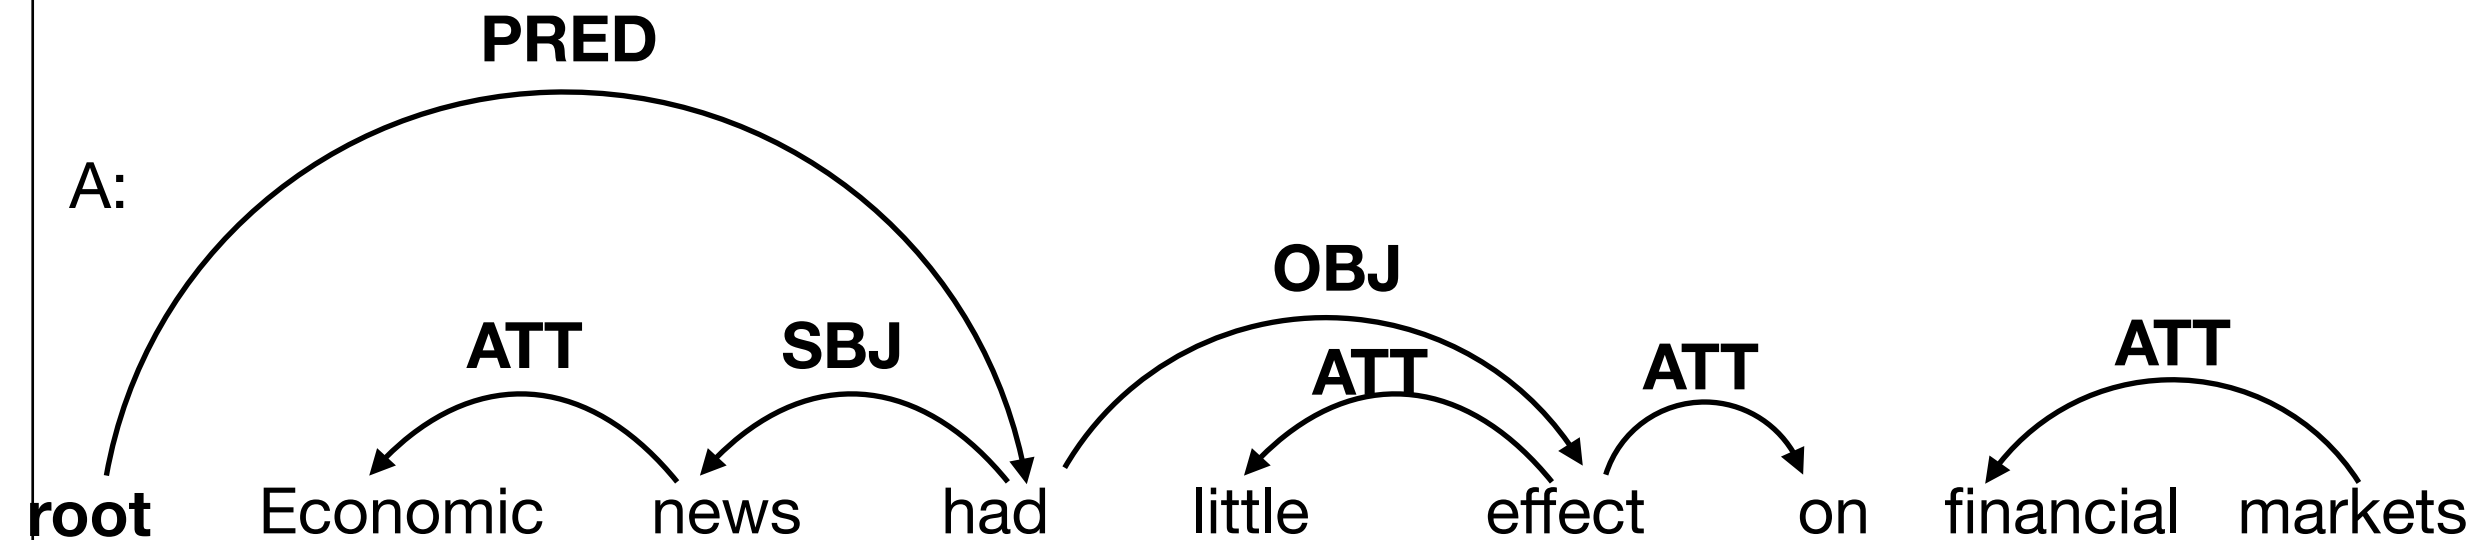 PRED
A:
OBJ
ATT SBJ ATT ATT ATT
root Economic news had little effect on financial markets